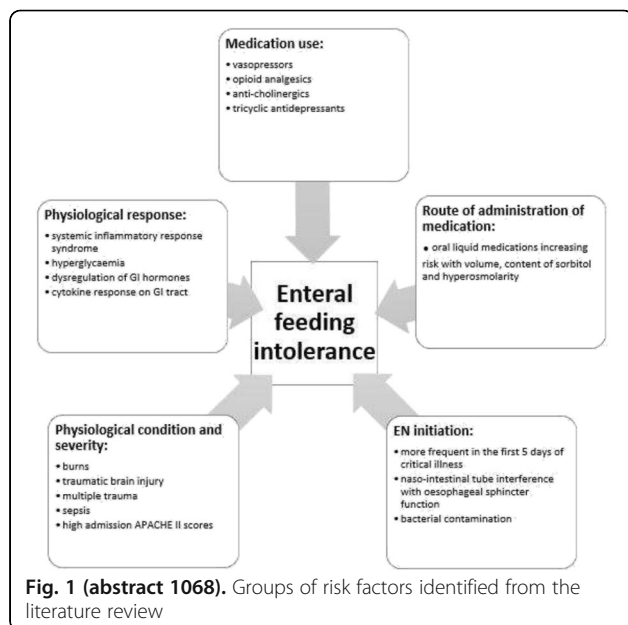 Medication use:
• vasopressors
• opioid analgesics
• anti-cholinergics
• tricyclic antidepressants
Physiological response:
• systemic inflammatory response
syndrome
• hyperglycaemia
• dysregulation of GI hormones
• cytokine response on GI tract
Route of administration of
medication:
• oral liquid medications increasing
risk with volume, content of sorbitol
and hyperosmolarity
Enteral
feeding
intolerance
Physiological condition and
severity:
• burns
• traumatic brain injury
• multiple trauma
• sepsis
• high admission APACHE II scores
EN initiation:
• more frequent in the first 5 days of
critical illness
• naso-intestinal tube interference
with oesophageal sphincter
function
• bacterial contamination
Fig. 1 (abstract 1068). Groups of risk factors identified from the
literature review